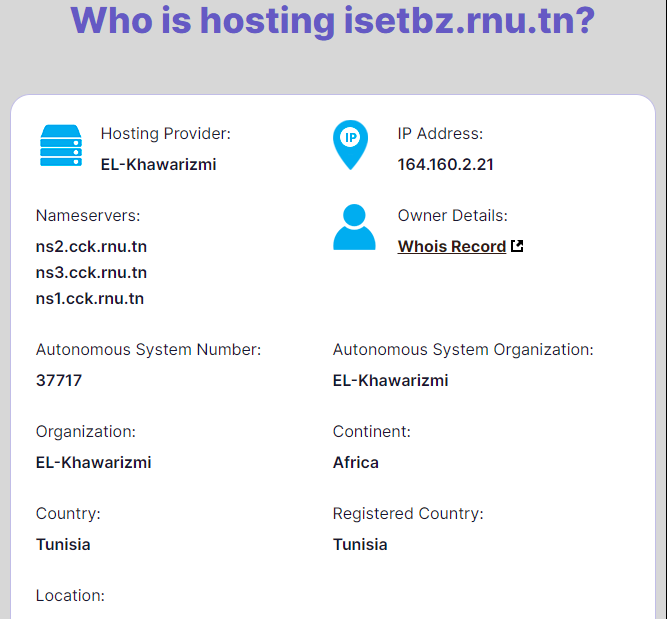 Who is hosting isetbz.rnu.tn?
Hosting Provider:
EL-Khawarizmi
IP Address:
IP
164.160.2.21
Nameservers:
ns2.cck.rnu.tn
ns3.cck.rnu.tn
ns1.cck.rnu.tn
Owner Details:
Whois Record
Autonomous System Number:
37717
Autonomous System Organization:
EL-Khawarizmi
Organization:
EL-Khawarizmi
Continent:
Africa
Country:
Tunisia
Registered Country:
Tunisia
Location: